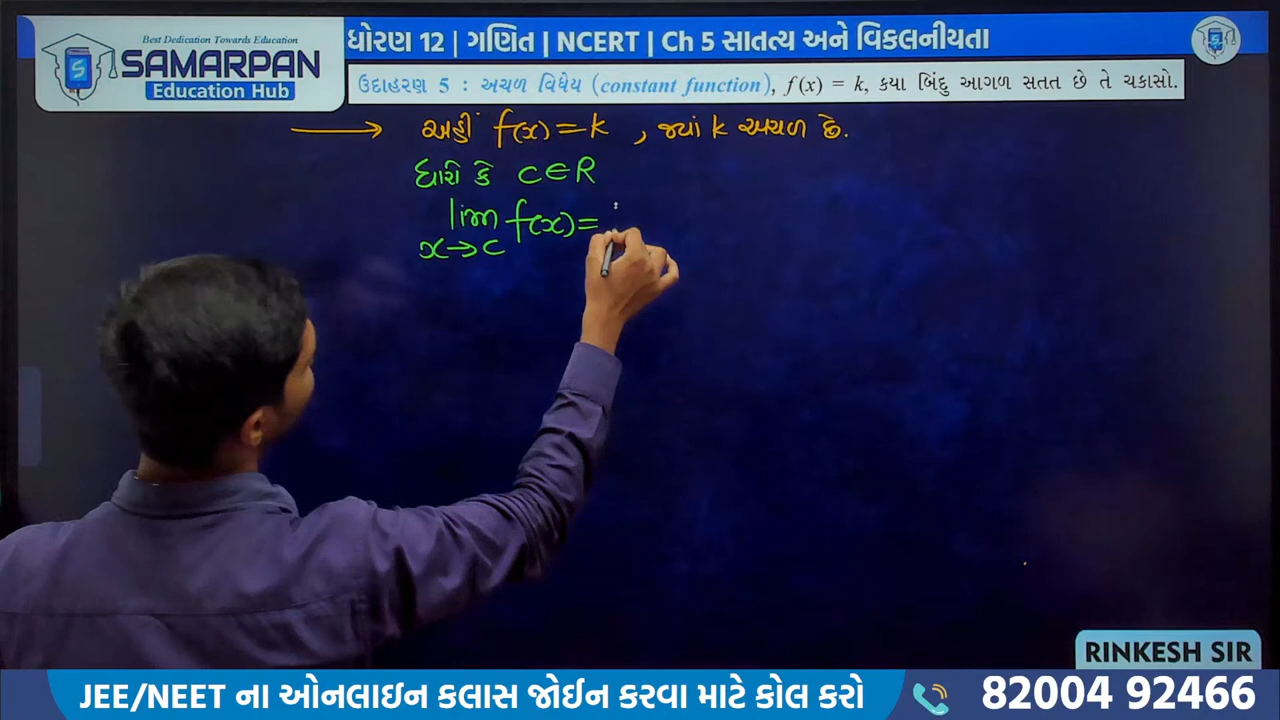 Best Dedication Towards Education
SAMARPAN
Education Hub
ધોરણ 12 | ગણિત | NCERT | Ch 5 સાતત્ય અને વિકલનીયતા
ઉદાહરણ 5 : અચળ વિધેય (constant function), f(x) = k, કયા બિંદુ આગળ સતત છે તે ચકાસો.
→ અહીં f(x) = k , જ્યાં k અચળ છે.
ધારો કે c ∈ R
lim f(x) =
x → c
RINKESH SIR
JEE/NEET ના ઓનલાઇન કલાસ જોઈન કરવા માટે કોલ કરો 82004 92466